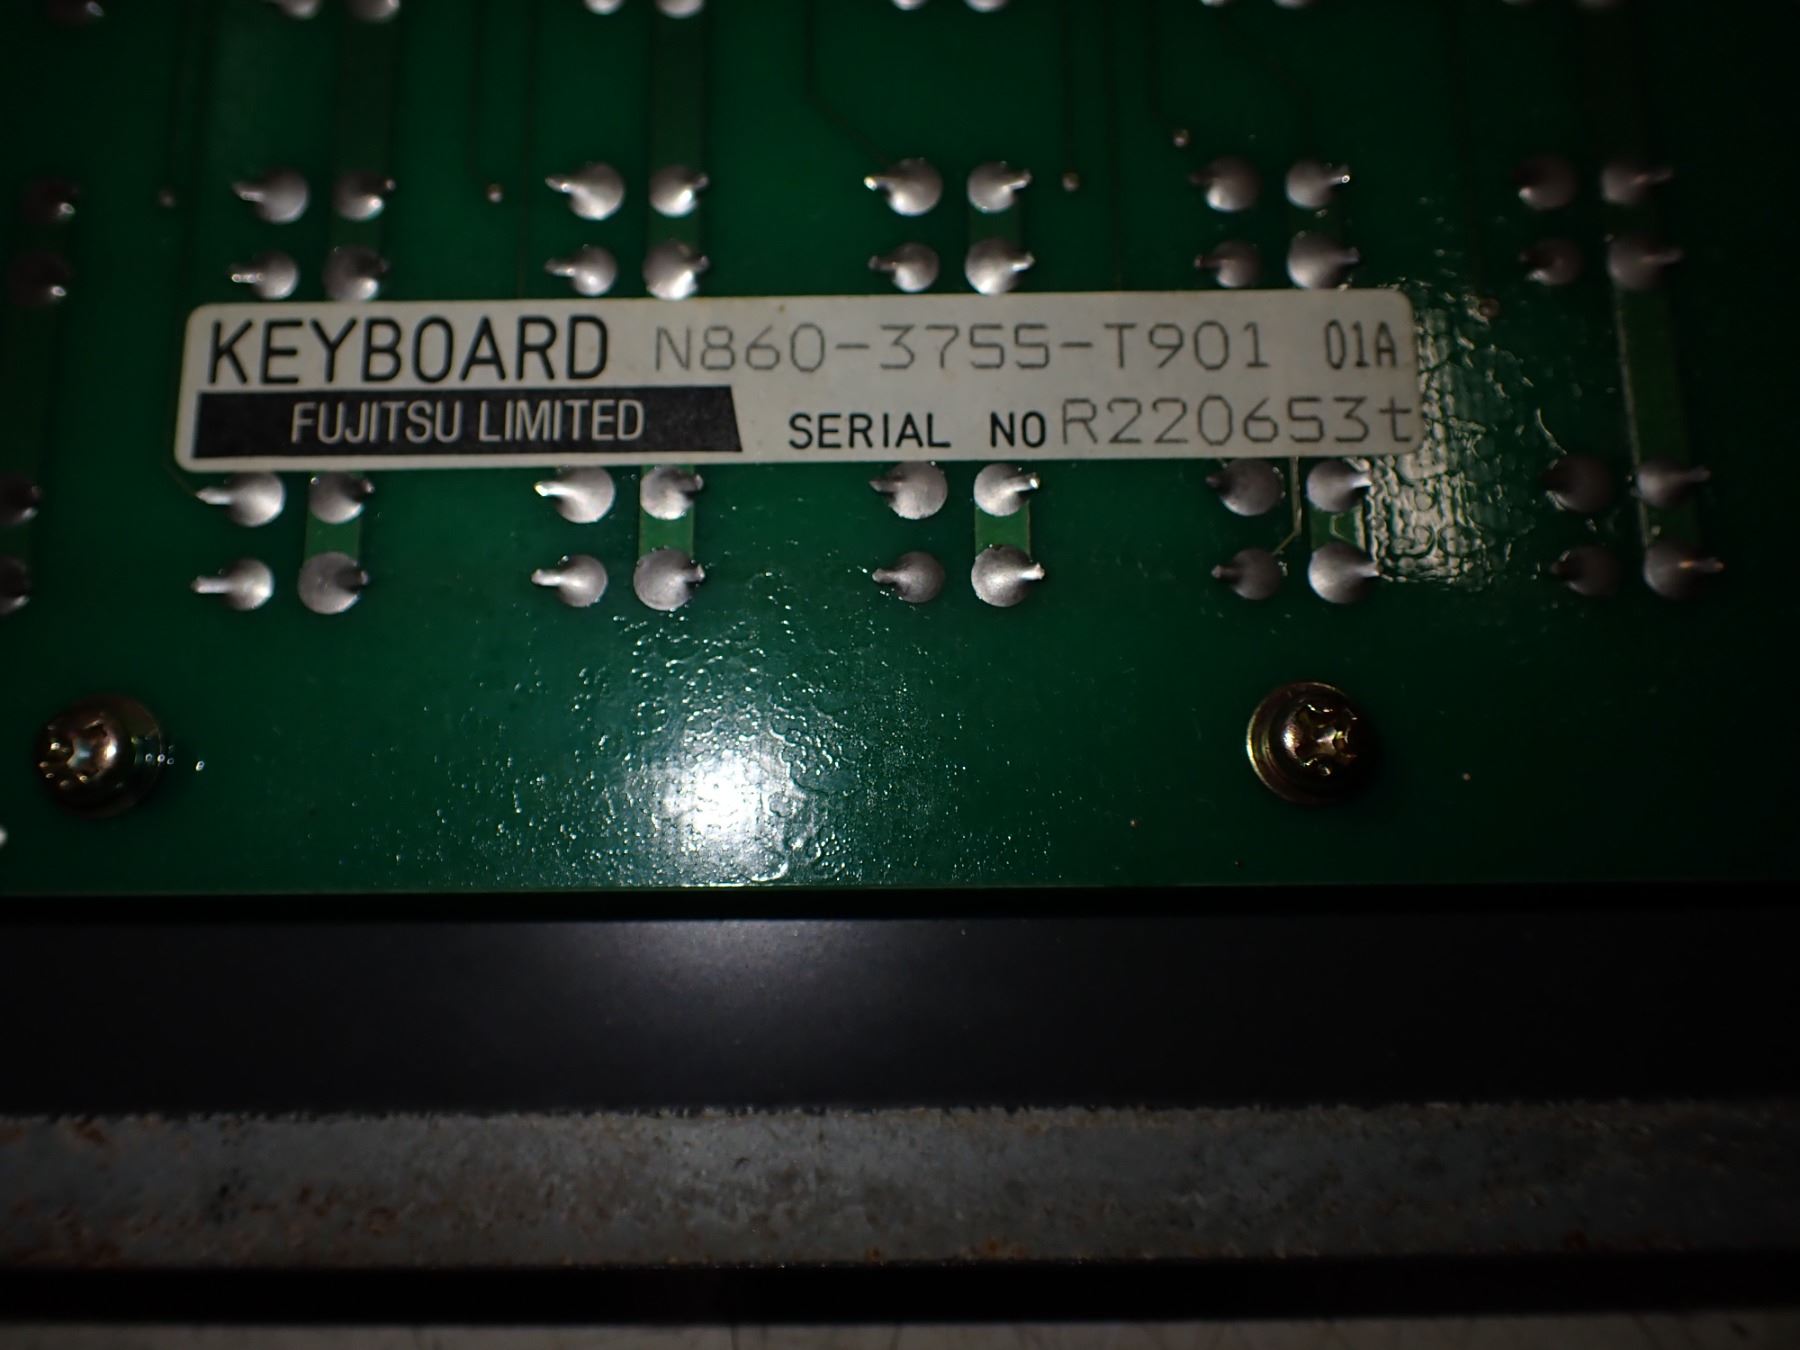 KEYBOARD N860-3755-T901 01A
FUJITSU LIMITED SERIAL NO R220653t